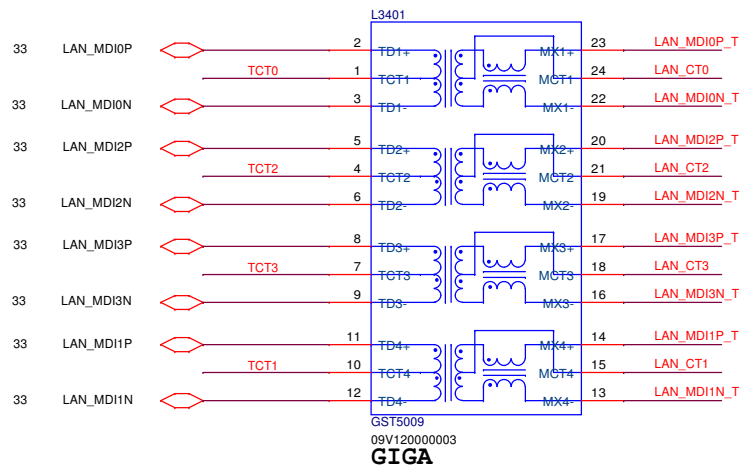 L3401
33 LAN_MDI0P 2 TD1+ MX1+ 23 LAN_MDI0P_T
TCT0 1 TCT1 MCT1 24 LAN_CT0
33 LAN_MDI0N 3 TD1- MX1- 22 LAN_MDI0N_T
33 LAN_MDI2P 5 TD2+ MX2+ 20 LAN_MDI2P_T
TCT2 4 TCT2 MCT2 21 LAN_CT2
33 LAN_MDI2N 6 TD2- MX2- 19 LAN_MDI2N_T
33 LAN_MDI3P 8 TD3+ MX3+ 17 LAN_MDI3P_T
TCT3 7 TCT3 MCT3 18 LAN_CT3
33 LAN_MDI3N 9 TD3- MX3- 16 LAN_MDI3N_T
33 LAN_MDI1P 11 TD4+ MX4+ 14 LAN_MDI1P_T
TCT1 10 TCT4 MCT4 15 LAN_CT1
33 LAN_MDI1N 12 TD4- MX4- 13 LAN_MDI1N_T
GST5009
09V120000003
GIGA